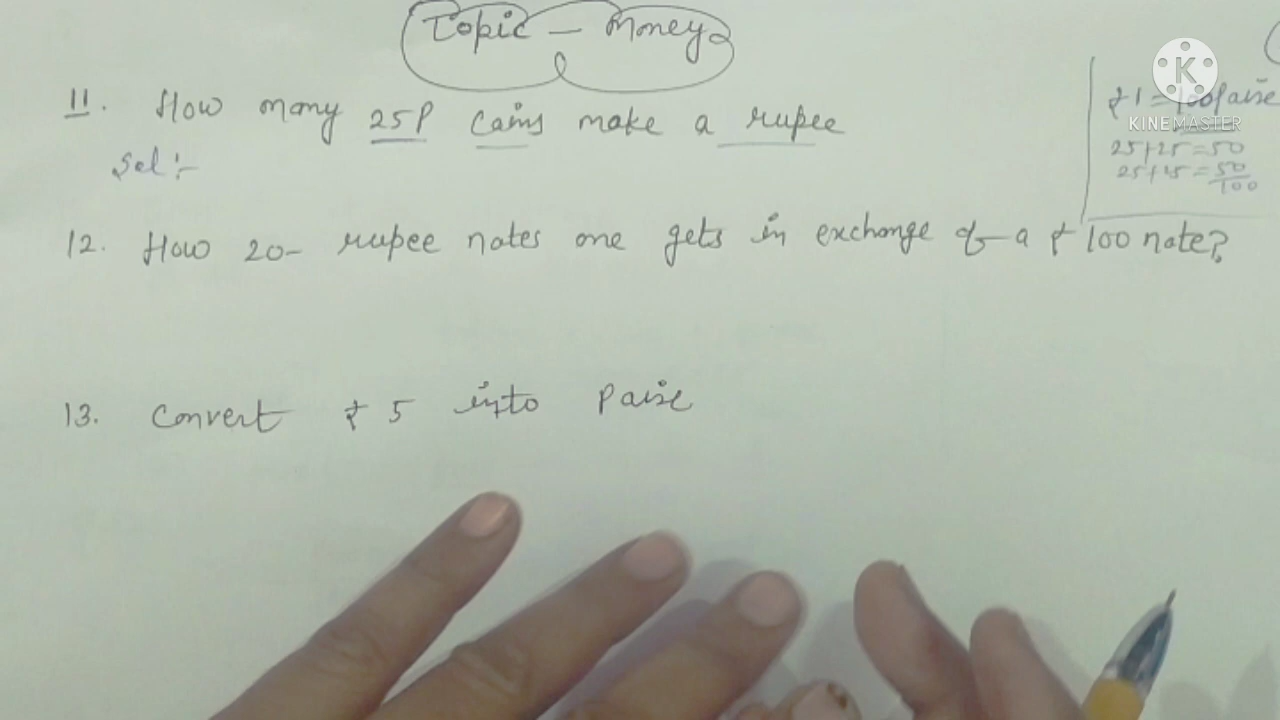 Topic - Money
11. How many 25P Coins make a rupee
Sol:-
₹1 = 100 Paise
25+25=50
25+25=50
100
12. How 20- rupee notes one gets in exchange of a ₹ 100 note?
13. Convert ₹ 5 into Paise
K
KINEMASTER